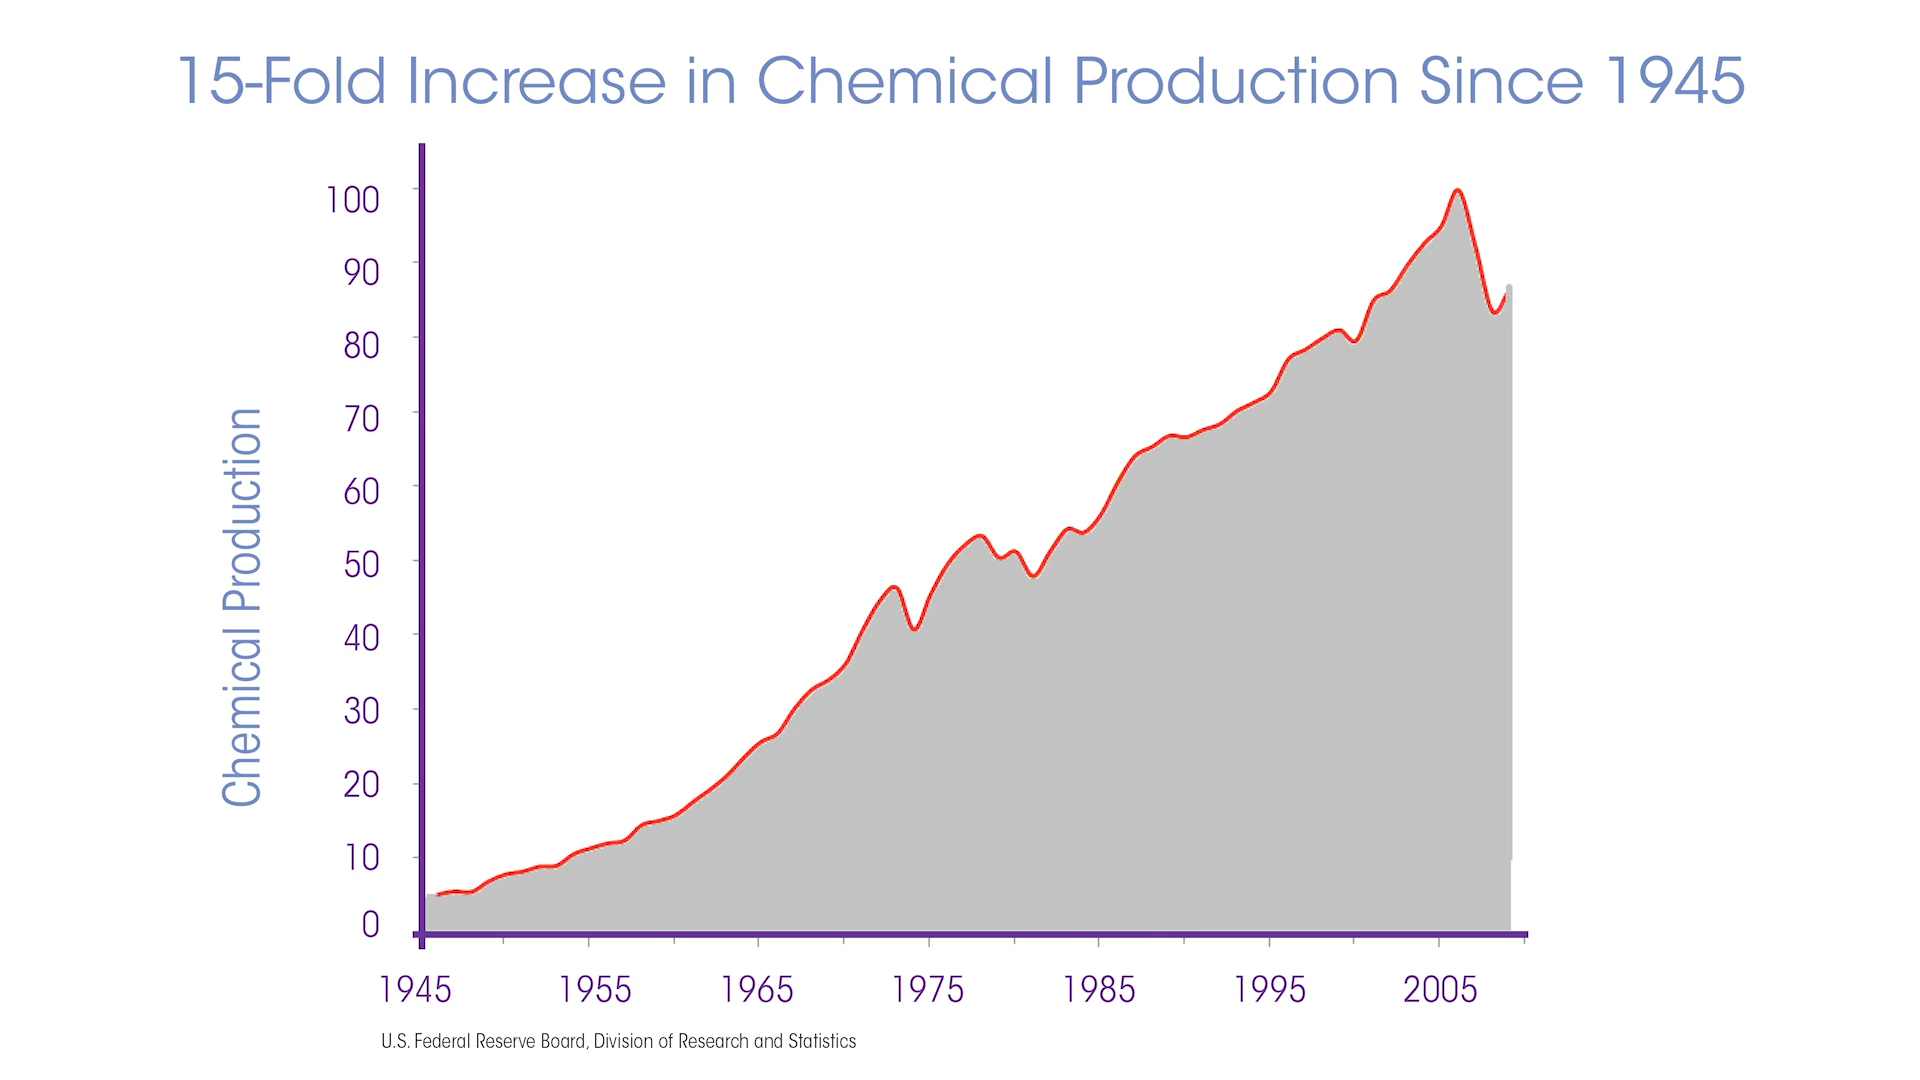 15-Fold Increase in Chemical Production Since 1945
Chemical Production
100
90
80
70
60
50
40
30
20
10
0
1945 1955 1965 1975 1985 1995 2005
U.S. Federal Reserve Board, Division of Research and Statistics